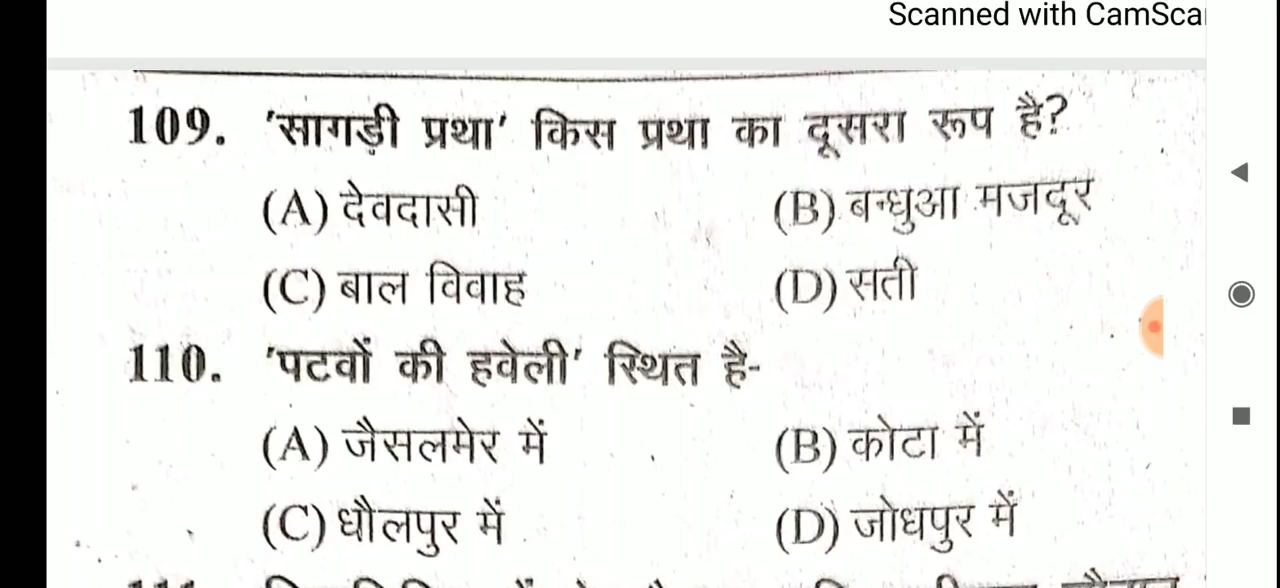 Scanned with CamSca
109. 'सागड़ी प्रथा' किस प्रथा का दूसरा रूप है?
(A) देवदासी (B) बन्धुआ मजदूर
(C) बाल विवाह (D) सती
110. 'पटवों की हवेली' स्थित है-
(A) जैसलमेर में (B) कोटा में
(C) धौलपुर में (D) जोधपुर में